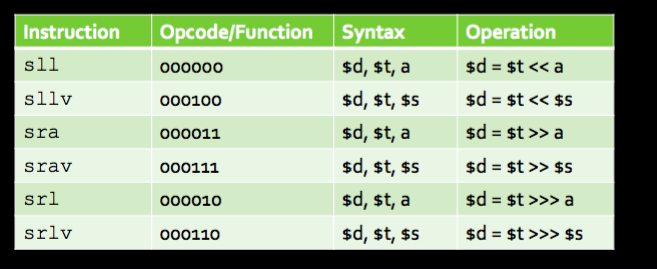 Instruction Opcode/Function Syntax Operation
sll 000000 $d, $t, a $d = $t << a
sllv 000100 $d, $t, $s $d = $t << $s
sra 000011 $d, $t, a $d = $t >> a
srav 000111 $d, $t, $s $d = $t >> $s
srl 000010 $d, $t, a $d = $t >>> a
srlv 000110 $d, $t, $s $d = $t >>> $s